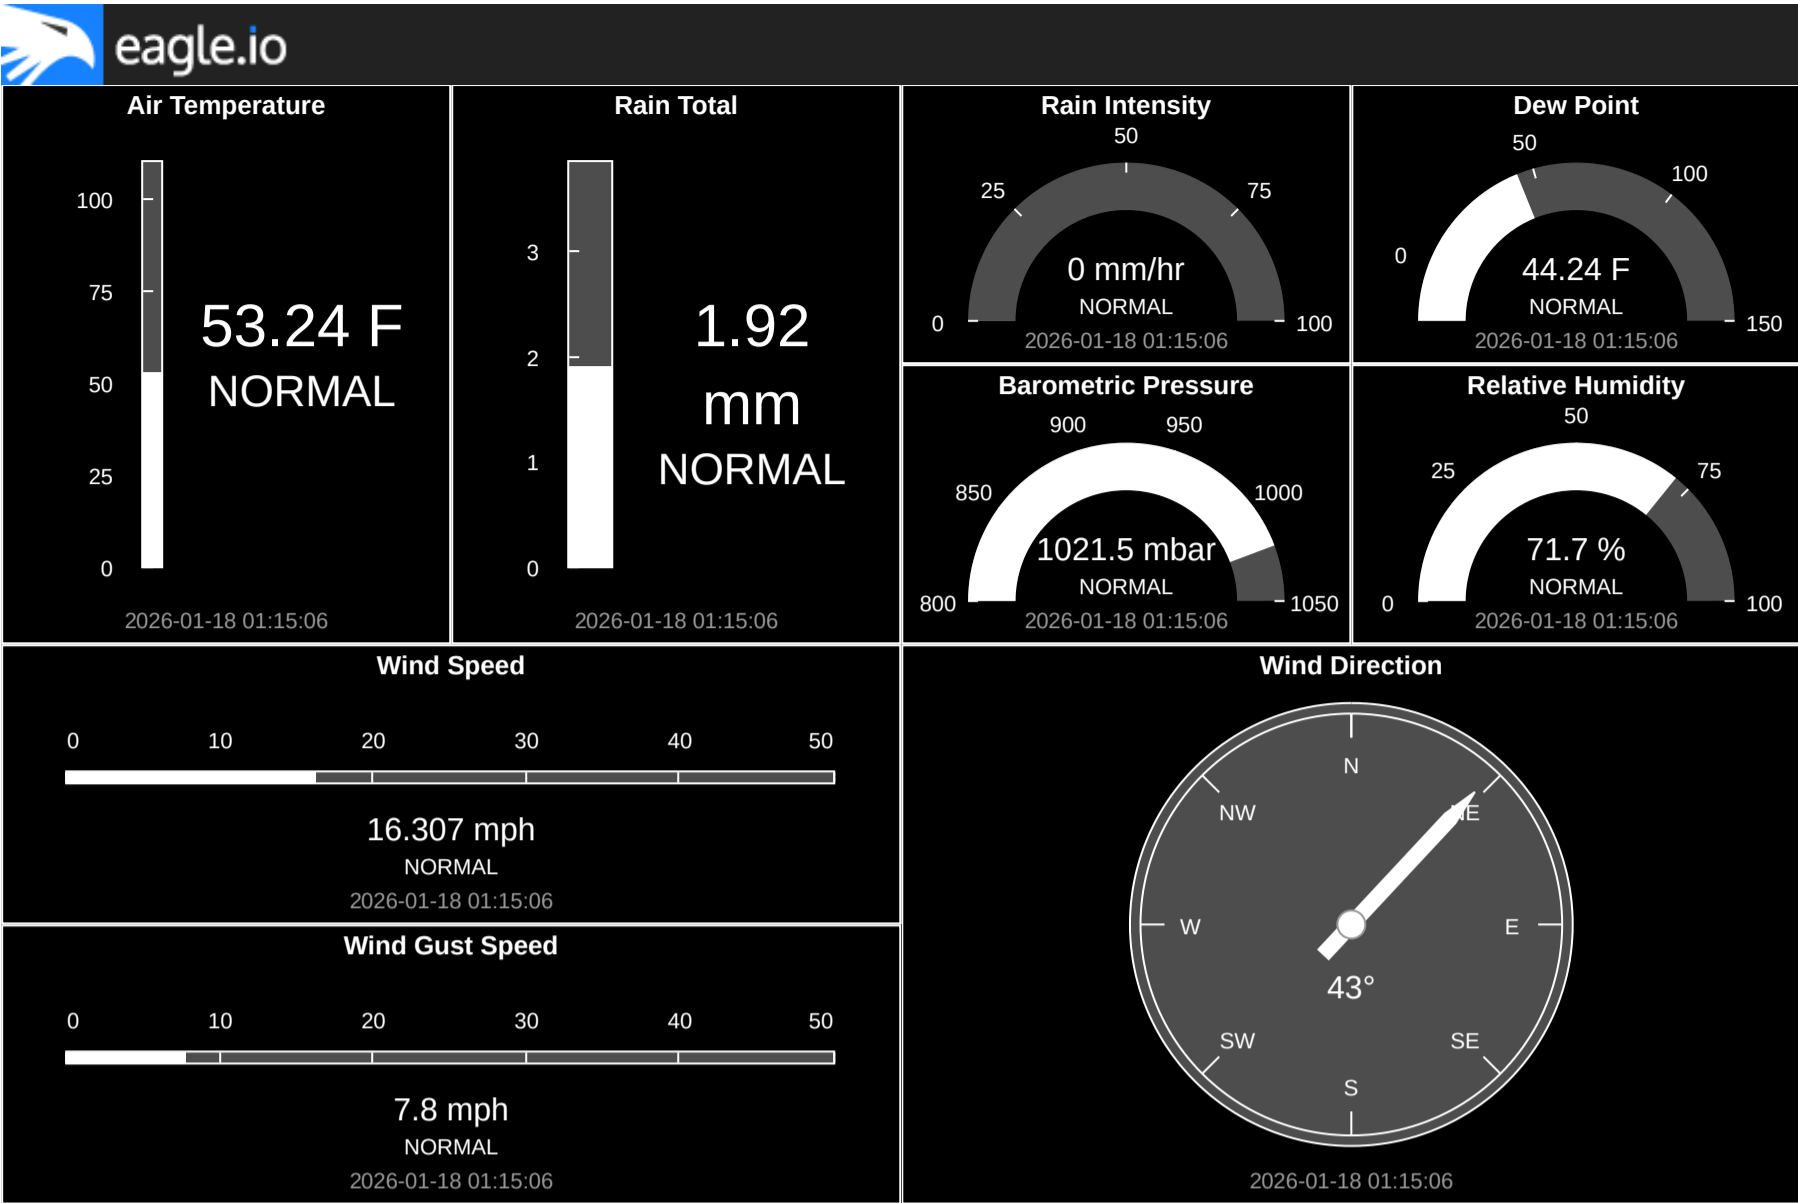 eagle.io
Air Temperature
100
75
50
25
0
53.24 F
NORMAL
2026-01-18 01:15:06
Rain Total
3
2
1
0
1.92
mm
NORMAL
2026-01-18 01:15:06
Rain Intensity
50
25
75
0
100
0 mm/hr
NORMAL
2026-01-18 01:15:06
Dew Point
50
100
0
150
44.24 F
NORMAL
2026-01-18 01:15:06
Barometric Pressure
900
950
850
1000
800
1050
1021.5 mbar
NORMAL
2026-01-18 01:15:06
Relative Humidity
50
25
75
0
100
71.7 %
NORMAL
2026-01-18 01:15:06
Wind Speed
0 10 20 30 40 50
16.307 mph
NORMAL
2026-01-18 01:15:06
Wind Gust Speed
0 10 20 30 40 50
7.8 mph
NORMAL
2026-01-18 01:15:06
Wind Direction
N
NW
NE
W
E
43°
SW
SE
S
2026-01-18 01:15:06